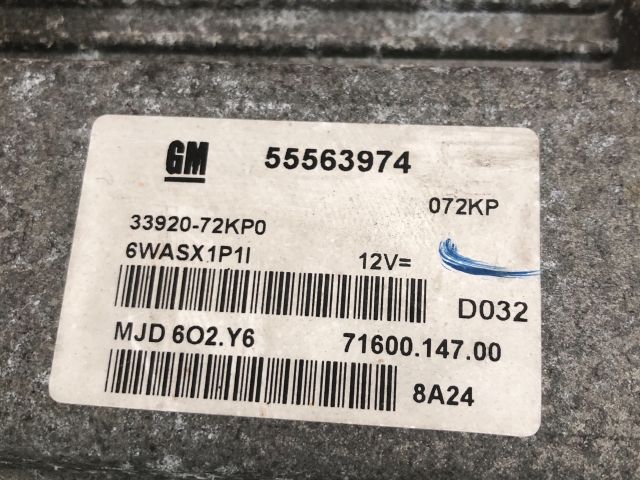 GM 55563974
072KP
33920-72KP0
6WASX1P1I 12V=
D032
MJD 6O2.Y6 71600.147.00
8A24